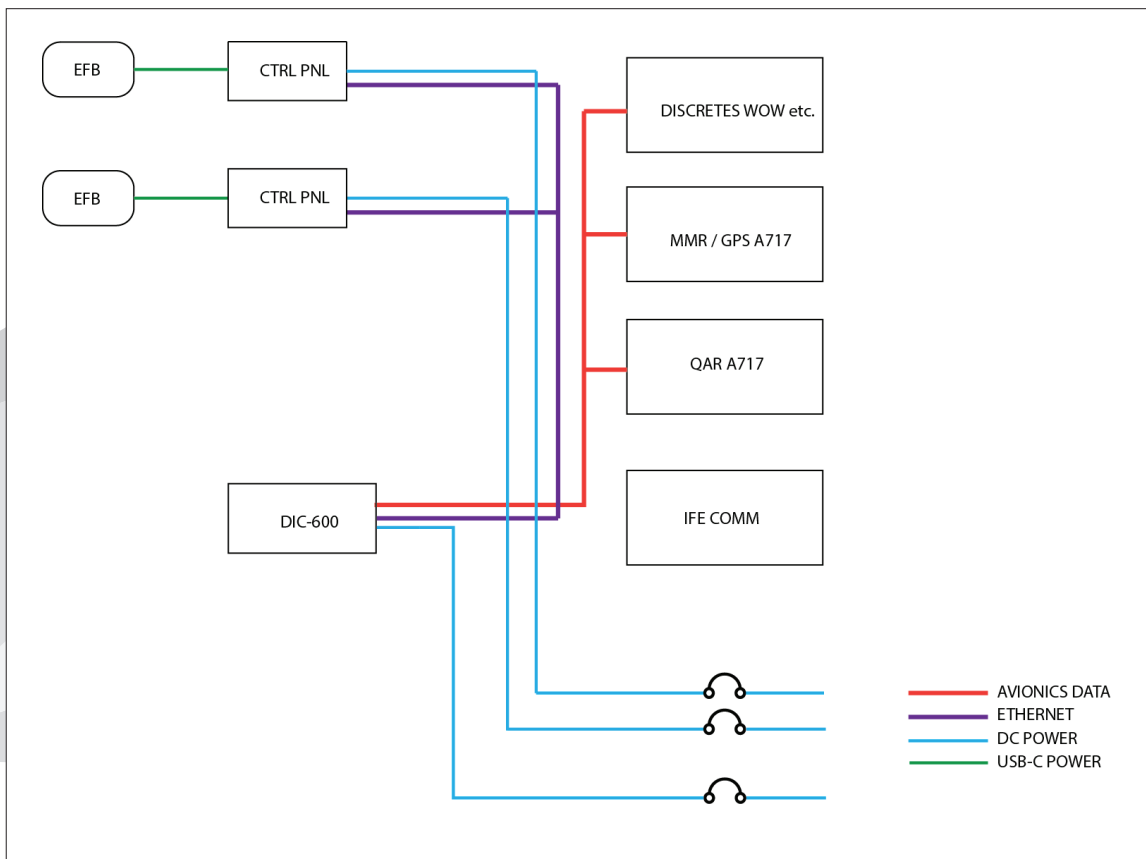 EFB
CTRL PNL
DISCRETES WOW etc.
EFB
CTRL PNL
MMR / GPS A717
QAR A717
DIC-600
IFE COMM
AVIONICS DATA
ETHERNET
DC POWER
USB-C POWER